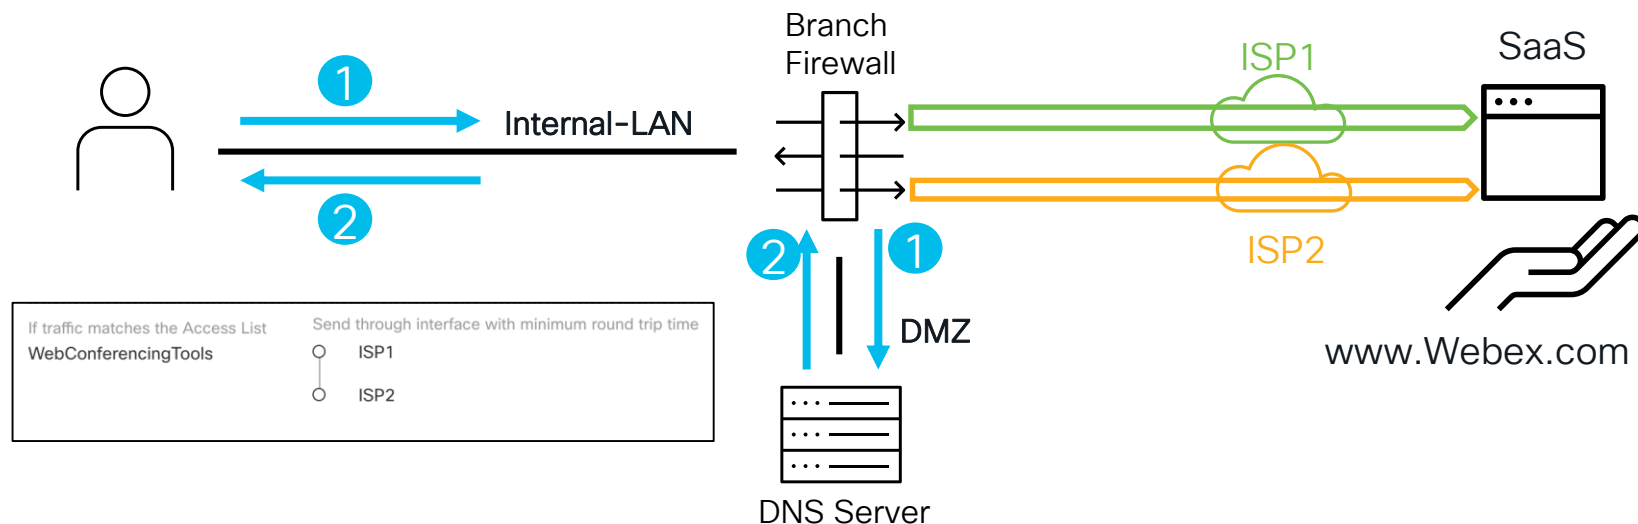 Branch
Firewall
ISP1
SaaS
1
Internal-LAN
2
ISP2
2
1
DMZ
www.Webex.com
If traffic matches the Access List
WebConferencingTools
Send through interface with minimum round trip time
ISP1
ISP2
DNS Server